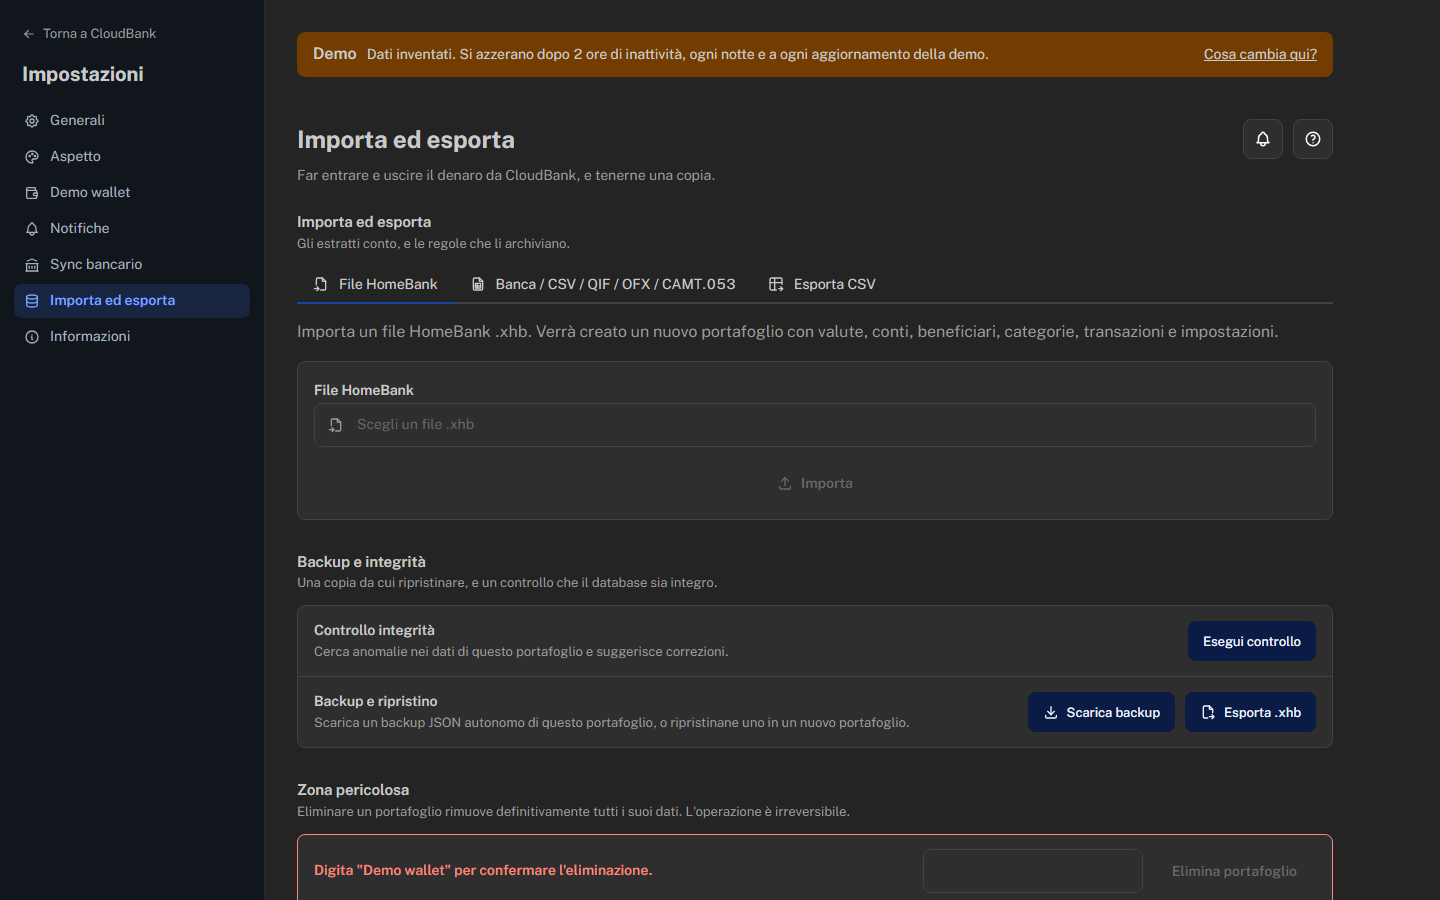 Torna a CloudBank
Impostazioni
Generali
Aspetto
Demo wallet
Notifiche
Sync bancario
Importa ed esporta
Informazioni
Demo Dati inventati. Si azzerano dopo 2 ore di inattività, ogni notte e a ogni aggiornamento della demo. Cosa cambia qui?
Importa ed esporta
Far entrare e uscire il denaro da CloudBank, e tenerne una copia.
Importa ed esporta
Gli estratti conto, e le regole che li archiviano.
File HomeBank Banca / CSV / QIF / OFX / CAMT.053 Esporta CSV
Importa un file HomeBank .xhb. Verrà creato un nuovo portafoglio con valute, conti, beneficiari, categorie, transazioni e impostazioni.
File HomeBank
Scegli un file .xhb
Importa
Backup e integrità
Una copia da cui ripristinare, e un controllo che il database sia integro.
Controllo integrità
Cerca anomalie nei dati di questo portafoglio e suggerisce correzioni.
Esegui controllo
Backup e ripristino
Scarica un backup JSON autonomo di questo portafoglio, o ripristinane uno in un nuovo portafoglio.
Scarica backup Esporta .xhb
Zona pericolosa
Eliminare un portafoglio rimuove definitivamente tutti i suoi dati. L'operazione è irreversibile.
Digita "Demo wallet" per confermare l'eliminazione. Elimina portafoglio